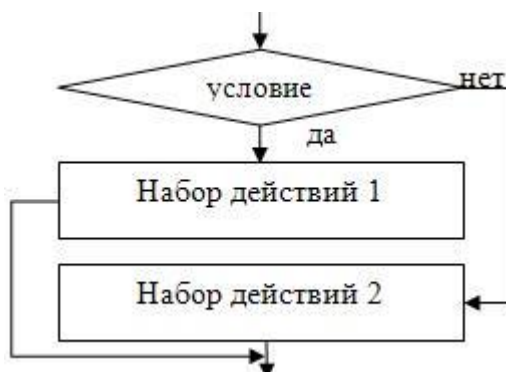 условие
нет
да
Набор действий 1
Набор действий 2